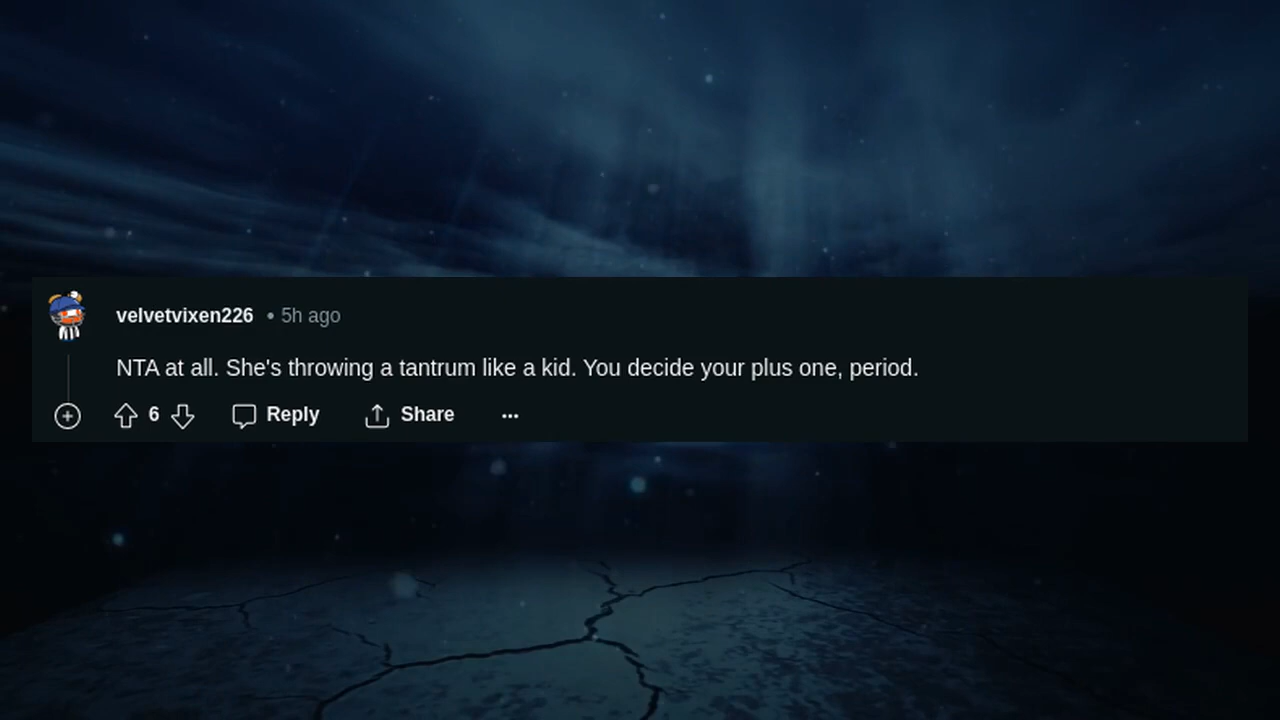 velvetvixen226 • 5h ago
NTA at all. She's throwing a tantrum like a kid. You decide your plus one, period.
6 Reply Share ...